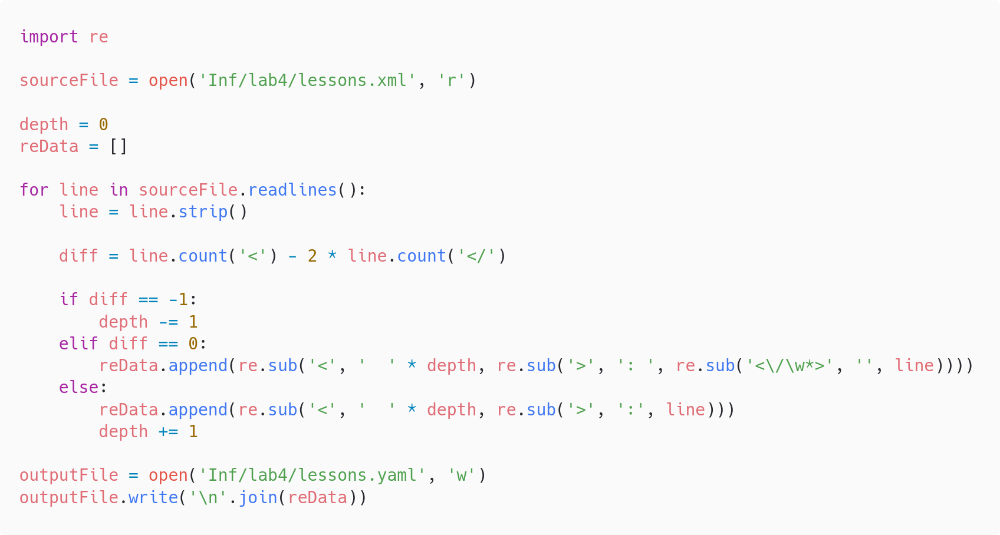 import re

sourceFile = open('Inf/lab4/lessons.xml', 'r')

depth = 0
reData = []

for line in sourceFile.readlines():
    line = line.strip()

    diff = line.count('<') - 2 * line.count('</')

    if diff == -1:
        depth -= 1
    elif diff == 0:
        reData.append(re.sub('<', '  ' * depth, re.sub('>', ': ', re.sub('<\/\w*>', '', line))))
    else:
        reData.append(re.sub('<', '  ' * depth, re.sub('>', ':', line)))
        depth += 1

outputFile = open('Inf/lab4/lessons.yaml', 'w')
outputFile.write('\n'.join(reData))